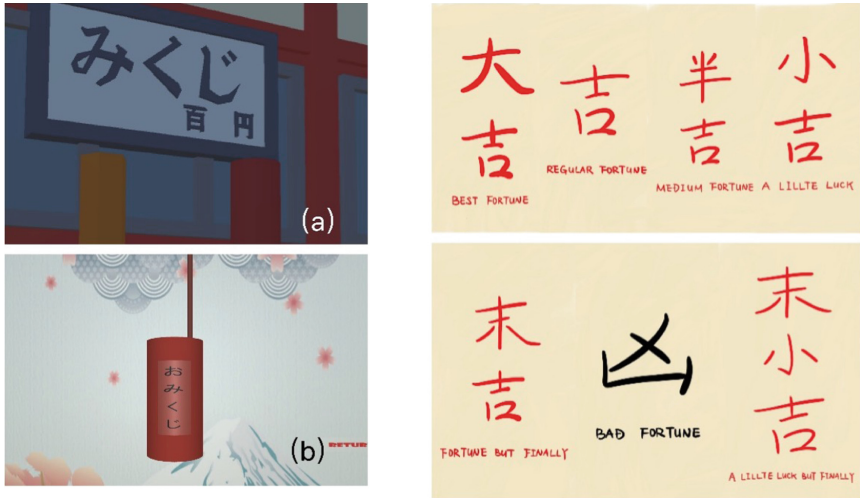 みくじ
百円
(a)
おみくじ
(b)
RETUR
大吉
BEST FORTUNE
吉
REGULAR FORTUNE
半吉
MEDIUM FORTUNE
小吉
A LILLTE LUCK
末吉
FORTUNE BUT FINALLY
凶
BAD FORTUNE
末小吉
A LILLTE LUCK BUT FINALLY